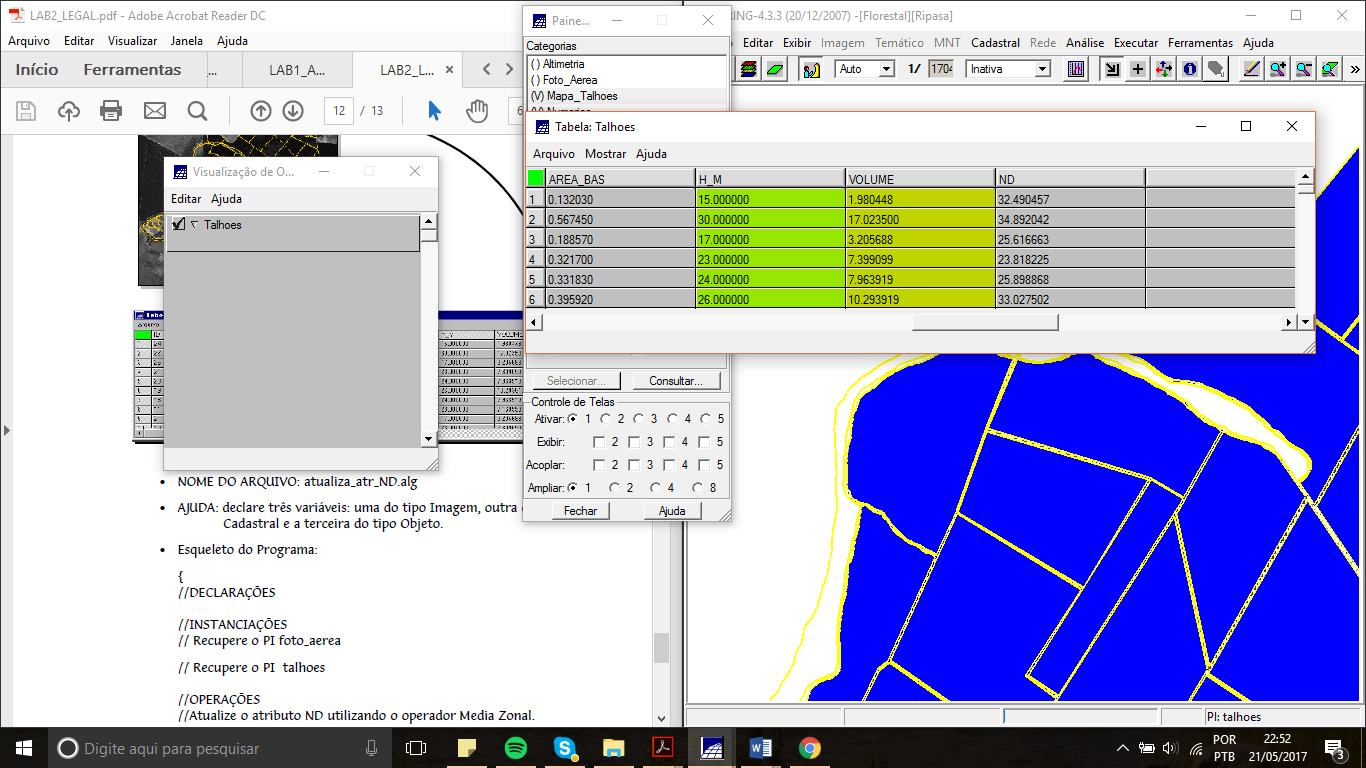 LAB2_LEGAL.pdf - Adobe Acrobat Reader DC
Arquivo Editar Visualizar Janela Ajuda
Início Ferramentas ... LAB1_A... LAB2_L... ×
12 / 13
Paine...
Categorias
( ) Altimetria
( ) Foto_Aerea
(V) Mapa_Talhoes
RING-4.3.3 (20/12/2007) -[Florestal][Ripasa]
Editar Exibir Imagem Temático MNT Cadastral Rede Análise Executar Ferramentas Ajuda
Auto 1/ 1704 Inativa
Tabela: Talhoes
Arquivo Mostrar Ajuda
AREA_BAS H_M VOLUME ND
1 0.132030 15.000000 1.980448 32.490457
2 0.567450 30.000000 17.023500 34.892042
3 0.188570 17.000000 3.205688 25.616663
4 0.321700 23.000000 7.399099 23.818225
5 0.331830 24.000000 7.963919 25.898868
6 0.395920 26.000000 10.293919 33.027502
Visualização de O...
Editar Ajuda
Talhoes
Selecionar... Consultar...
Controle de Telas
Ativar: 1 2 3 4 5
Exibir: 2 3 4 5
Acoplar: 2 3 4 5
Ampliar: 1 2 4 8
Fechar Ajuda
• NOME DO ARQUIVO: atualiza_atr_ND.alg
• AJUDA: declare três variáveis: uma do tipo Imagem, outra
Cadastral e a terceira do tipo Objeto.
• Esqueleto do Programa:
{
//DECLARAÇÕES
//INSTANCIAÇÕES
// Recupere o PI foto_aerea
// Recupere o PI talhoes
//OPERAÇÕES
//Atualize o atributo ND utilizando o operador Media Zonal.
PI: talhoes
Digite aqui para pesquisar
POR
PTB
22:52
21/05/2017
3